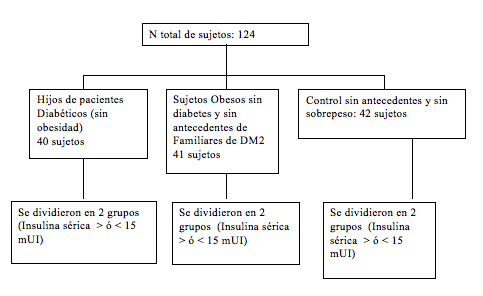 N total de sujetos: 124
Hijos de pacientes
Diabéticos (sin
obesidad)
40 sujetos
Sujetos Obesos sin
diabetes y sin
antecedentes de
Familiares de DM2
41 sujetos
Control sin antecedentes y sin
sobrepeso: 42 sujetos
Se dividieron en 2 grupos
(Insulina sérica > ó < 15
mUI)
Se dividieron en 2
grupos (Insulina sérica
> ó < 15 mUI)
Se dividieron en 2
grupos (Insulina
sérica > ó < 15
mUI)